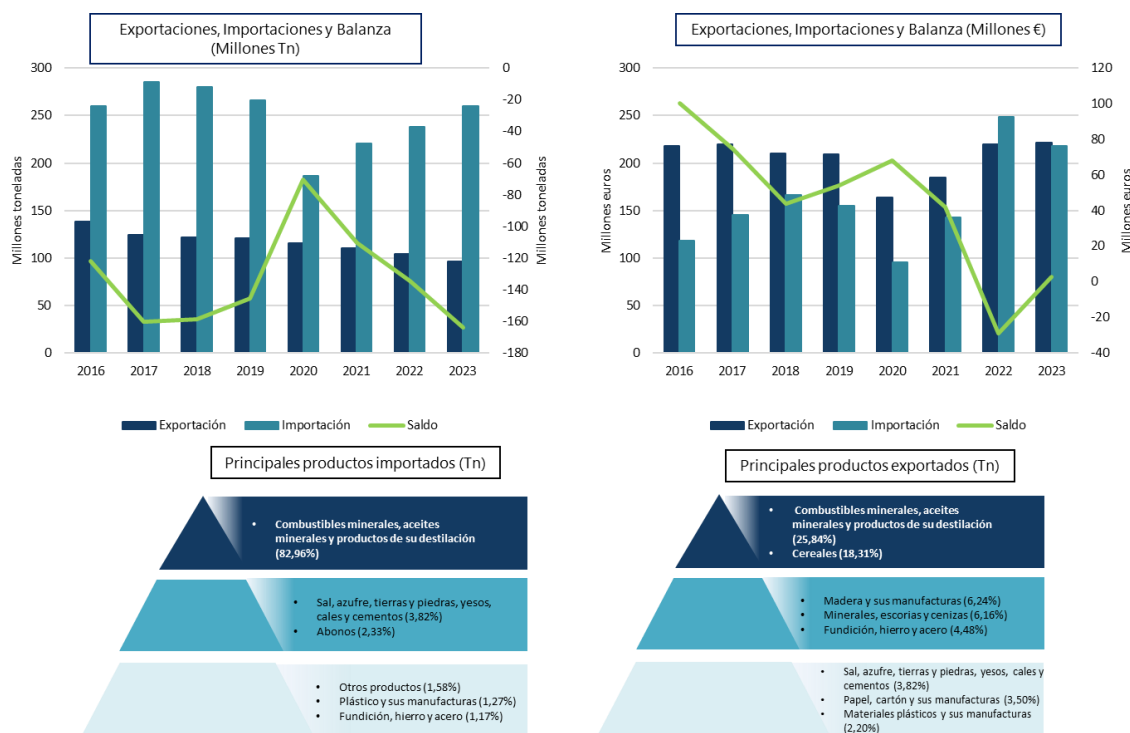 Exportaciones, Importaciones y Balanza
(Millones Tn)
300
250
200
150
100
50
0
0
-20
-40
-60
-80
-100
-120
-140
-160
-180
Millones toneladas
Millones toneladas
2016 2017 2018 2019 2020 2021 2022 2023
Exportación Importación Saldo
Exportaciones, Importaciones y Balanza (Millones €)
300
250
200
150
100
50
0
120
100
80
60
40
20
0
-20
-40
Millones euros
Millones euros
2016 2017 2018 2019 2020 2021 2022 2023
Exportación Importación Saldo
Principales productos importados (Tn)
• Combustibles minerales, aceites
minerales y productos de su destilación
(82,96%)
• Sal, azufre, tierras y piedras, yesos,
cales y cementos (3,82%)
• Abonos (2,33%)
• Otros productos (1,58%)
• Plástico y sus manufacturas (1,27%)
• Fundición, hierro y acero (1,17%)
Principales productos exportados (Tn)
• Combustibles minerales, aceites
minerales y productos de su destilación
(25,84%)
• Cereales (18,31%)
• Madera y sus manufacturas (6,24%)
• Minerales, escorias y cenizas (6,16%)
• Fundición, hierro y acero (4,48%)
• Sal, azufre, tierras y piedras, yesos, cales y
cementos (3,82%)
• Papel, cartón y sus manufacturas (3,50%)
• Materiales plásticos y sus manufacturas
(2,20%)